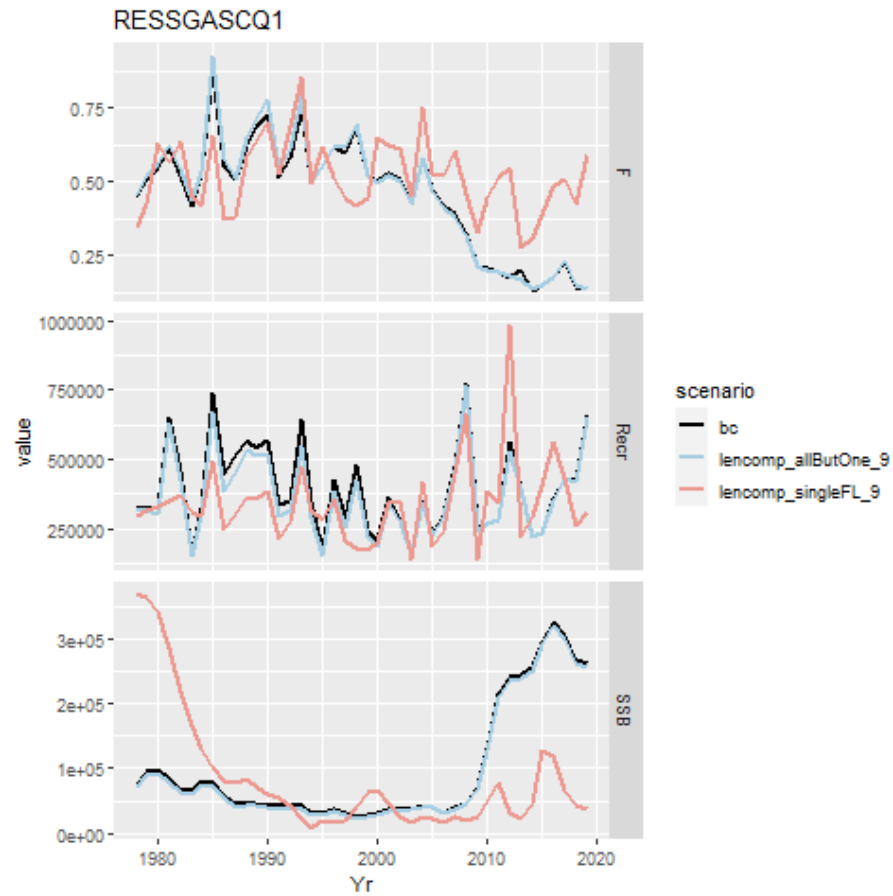 RESSGASCQ1
0.75
0.50
0.25
F
1000000
750000
500000
250000
Recr
value
3e+05
2e+05
1e+05
0e+00
SSB
1980 1990 2000 2010 2020
Yr
scenario
bc
lencomp_allButOne_9
lencomp_singleFL_9